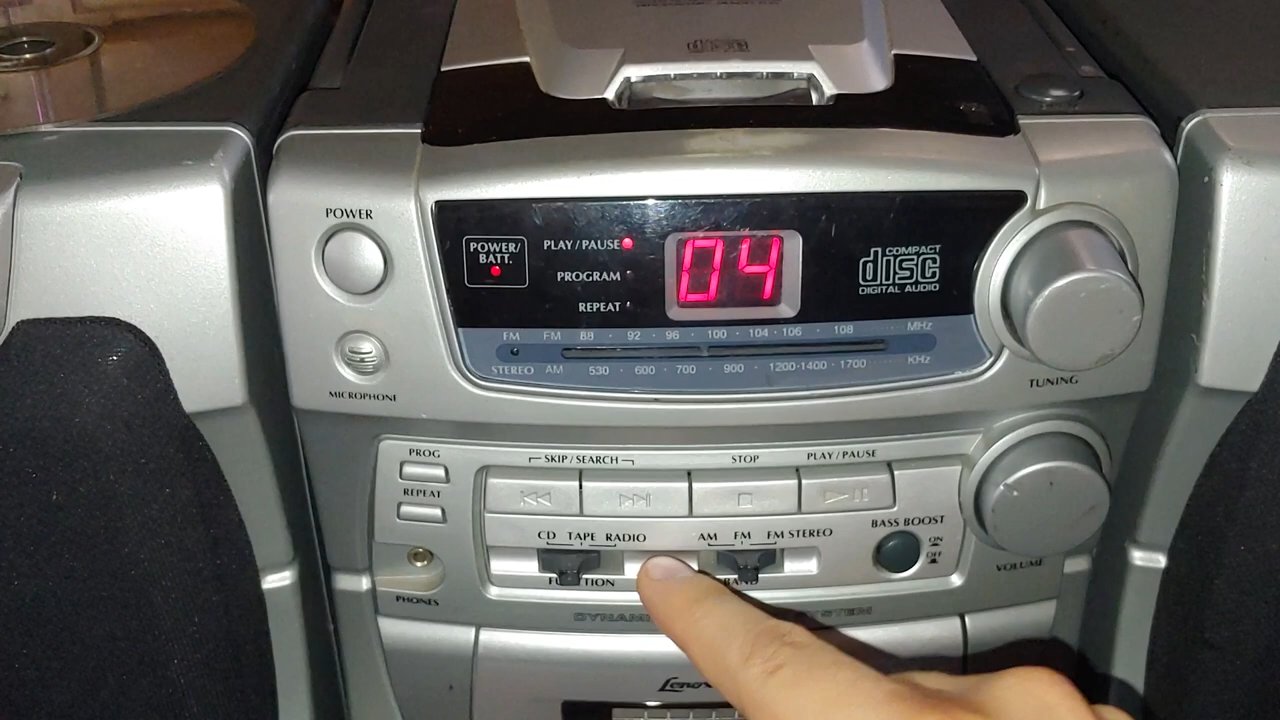 disc
POWER
POWER/
BATT.
PLAY/PAUSE
PROGRAM
REPEAT
04
COMPACT
disc
DIGITAL AUDIO
FM FM 88 · 92 · 96 · 100 · 104 · 106 · 108 MHz
STEREO AM 530 · 600 · 700 · 900 · 1200 · 1400 · 1700 KHz
MICROPHONE
TUNING
PROG
SKIP/SEARCH
STOP
PLAY/PAUSE
REPEAT
CD TAPE RADIO
AM FM FM STEREO
BASS BOOST
ON
OFF
VOLUME
PHONES